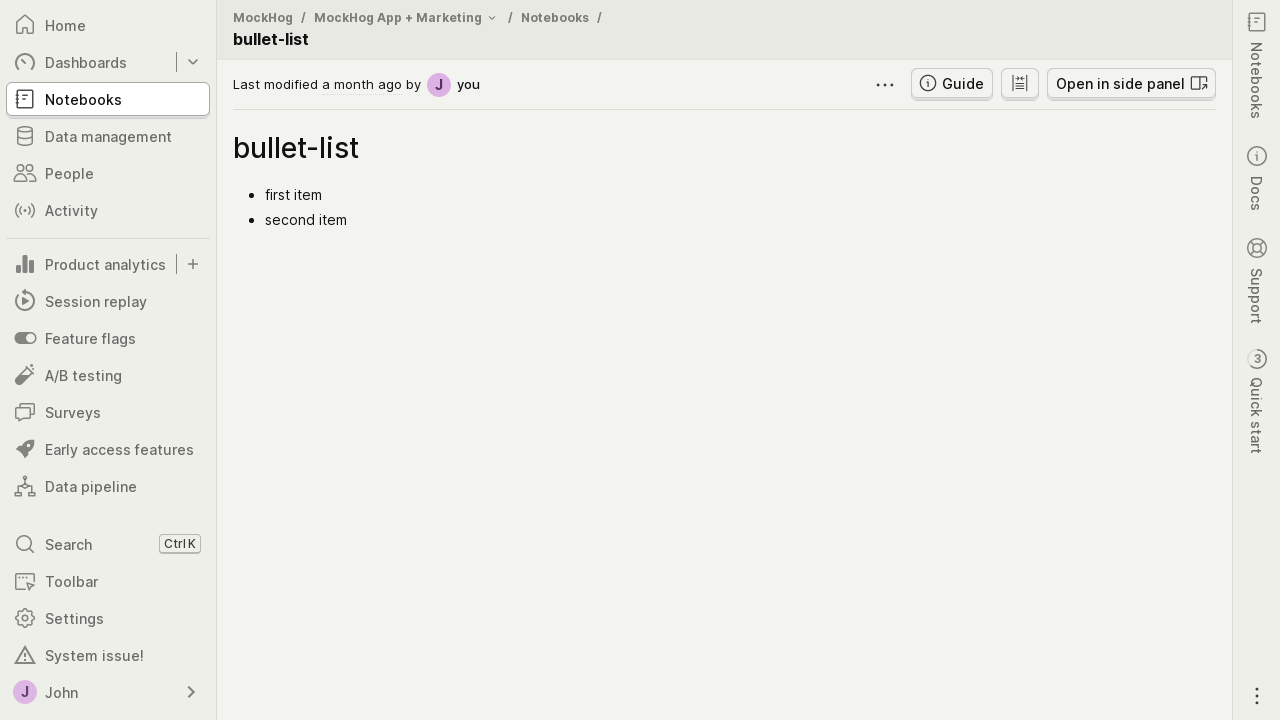 Home
Dashboards
Notebooks
Data management
People
Activity
Product analytics
Session replay
Feature flags
A/B testing
Surveys
Early access features
Data pipeline
Search Ctrl K
Toolbar
Settings
System issue!
J John
MockHog / MockHog App + Marketing / Notebooks /
bullet-list
Last modified a month ago by J you
Guide
Open in side panel
bullet-list
• first item
• second item
Notebooks
Docs
Support
3 Quick start